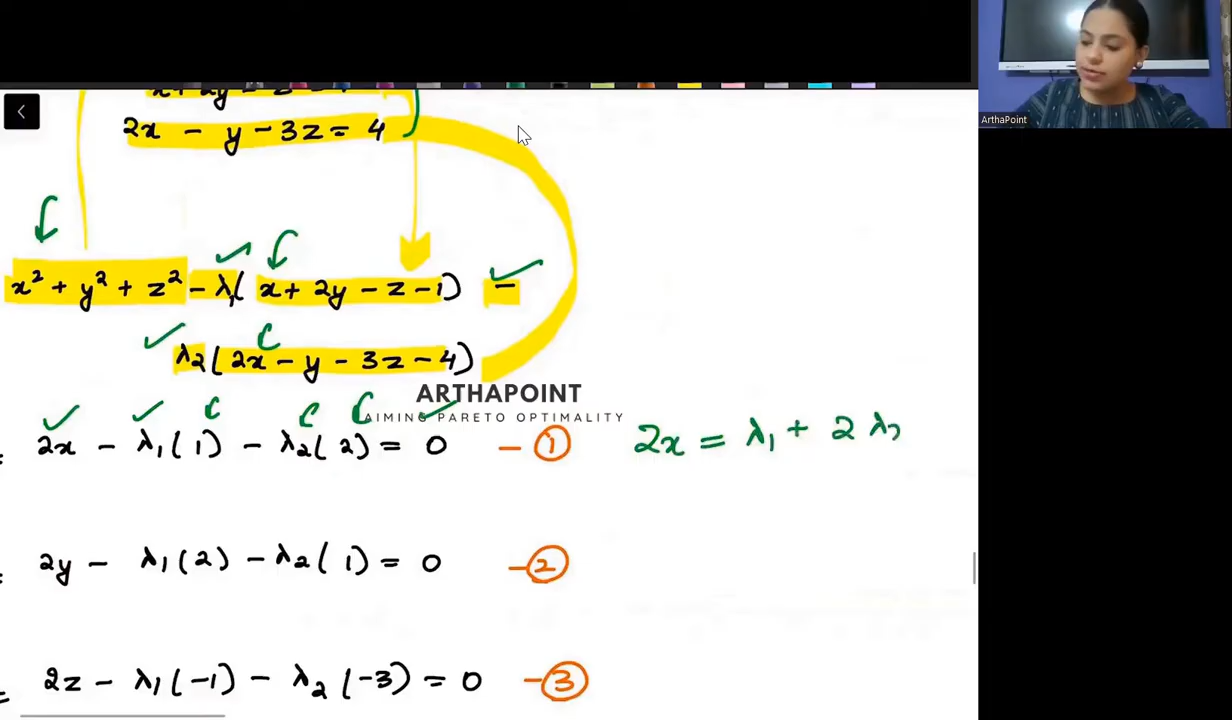 2x - y - 3z = 4
x² + y² + z² - λ₁( x + 2y - z - 1) -
λ₂( 2x - y - 3z - 4)
ARTHAPOINT
AIMING PARETO OPTIMALITY
2x - λ₁(1) - λ₂(2) = 0 - ①
2x = λ₁ + 2λ₂
2y - λ₁(2) - λ₂(1) = 0 - ②
2z - λ₁(-1) - λ₂(-3) = 0 - ③
ArthaPoint